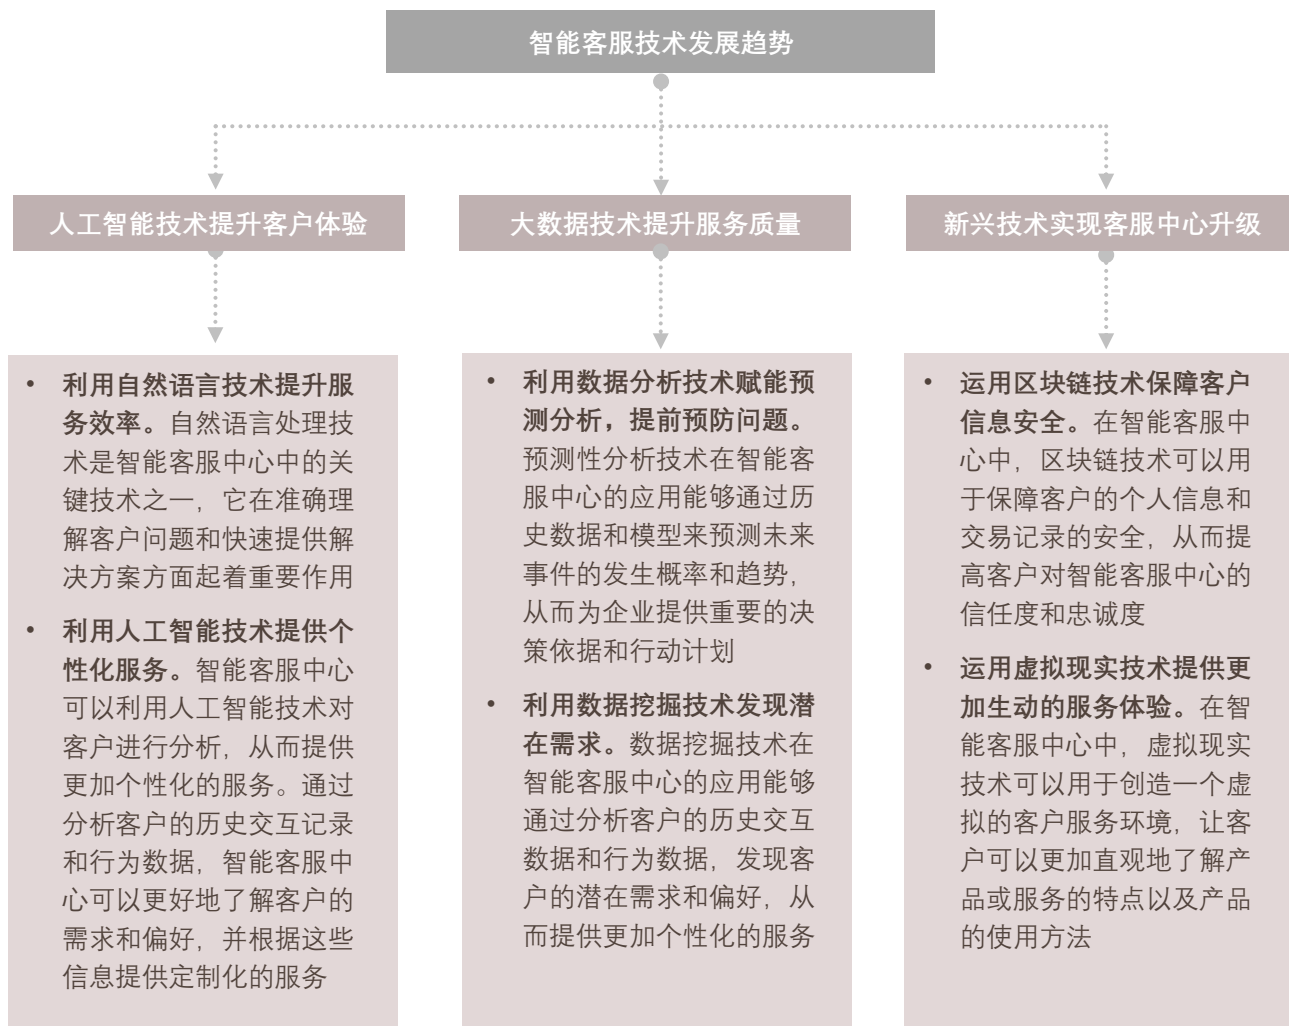 智能客服技术发展趋势
人工智能技术提升客户体验
大数据技术提升服务质量
新兴技术实现客服中心升级
• 利用自然语言技术提升服
务效率。自然语言处理技
术是智能客服中心中的关
键技术之一，它在准确理
解客户问题和快速提供解
决方案方面起着重要作用
• 利用人工智能技术提供个
性化服务。智能客服中心
可以利用人工智能技术对
客户进行分析，从而提供
更加个性化的服务。通过
分析客户的历史交互记录
和行为数据，智能客服中
心可以更好地了解客户的
需求和偏好，并根据这些
信息提供定制化的服务
• 利用数据分析技术赋能预
测分析，提前预防问题。
预测性分析技术在智能客
服中心的应用能够通过历
史数据和模型来预测未来
事件的发生概率和趋势，
从而为企业提供重要的决
策依据和行动计划
• 利用数据挖掘技术发现潜
在需求。数据挖掘技术在
智能客服中心的应用能够
通过分析客户的历史交互
数据和行为数据，发现客
户的潜在需求和偏好，从
而提供更加个性化的服务
• 运用区块链技术保障客户
信息安全。在智能客服中
心中，区块链技术可以用
于保障客户的个人信息和
交易记录的安全，从而提
高客户对智能客服中心的
信任度和忠诚度
• 运用虚拟现实技术提供更
加生动的服务体验。在智
能客服中心中，虚拟现实
技术可以用于创造一个虚
拟的客户服务环境，让客
户可以更加直观地了解产
品或服务的特点以及产品
的使用方法